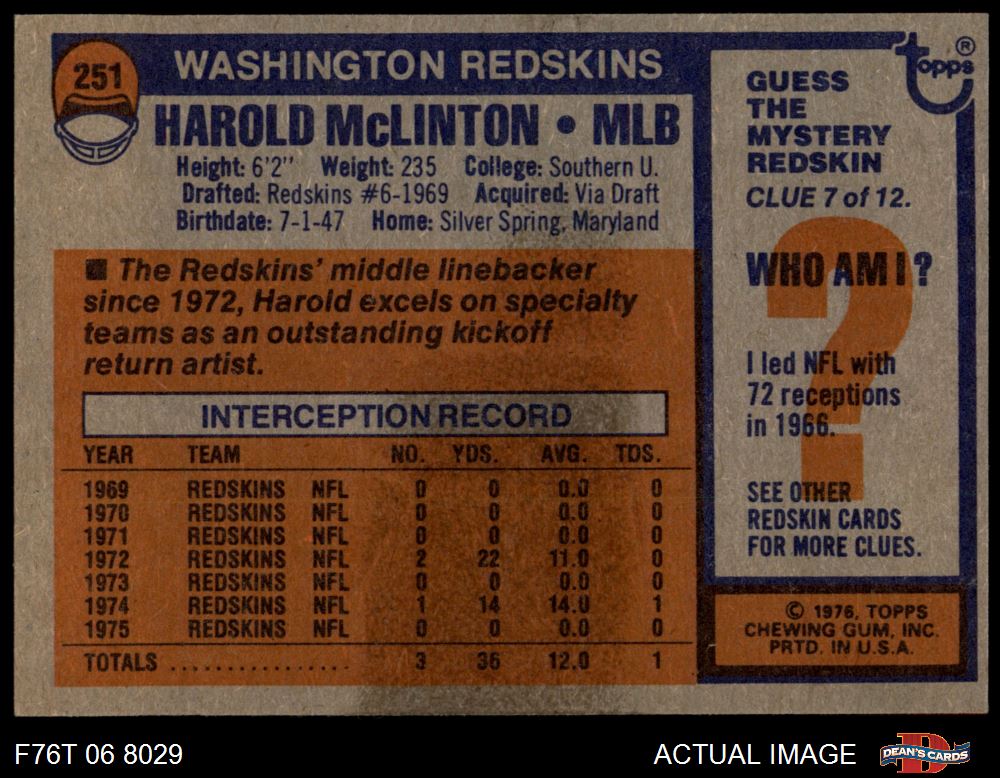 251
WASHINGTON REDSKINS
HAROLD McLINTON • MLB
Height: 6'2'' Weight: 235 College: Southern U.
Drafted: Redskins #6-1969 Acquired: Via Draft
Birthdate: 7-1-47 Home: Silver Spring, Maryland
■ The Redskins' middle linebacker
since 1972, Harold excels on specialty
teams as an outstanding kickoff
return artist.
INTERCEPTION RECORD
YEAR TEAM NO. YDS. AVG. TDS.
1969 REDSKINS NFL 0 0 0.0 0
1970 REDSKINS NFL 0 0 0.0 0
1971 REDSKINS NFL 0 0 0.0 0
1972 REDSKINS NFL 2 22 11.0 0
1973 REDSKINS NFL 0 0 0.0 0
1974 REDSKINS NFL 1 14 14.0 1
1975 REDSKINS NFL 0 0 0.0 0
TOTALS .................. 3 36 12.0 1
topps ®
GUESS
THE
MYSTERY
REDSKIN
CLUE 7 of 12.
WHO AM I?
?
I led NFL with
72 receptions
in 1966.
SEE OTHER
REDSKIN CARDS
FOR MORE CLUES.
© 1976, TOPPS
CHEWING GUM, INC.
PRTD. IN U.S.A.
F76T 06 8029
ACTUAL IMAGE
D
DEAN'S CARDS